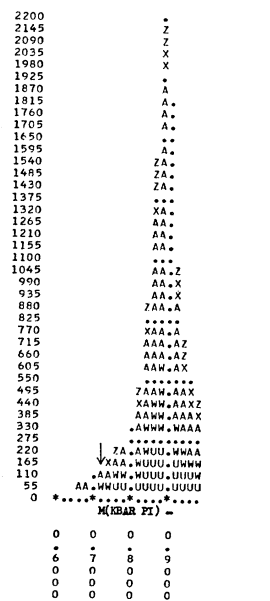 2200 .
2145 Z
2090 Z
2035 X
1980 X
1925 .
1870 A
1815 A.
1760 A.
1705 A.
1650 ..
1595 A.
1540 ZA.
1485 ZA.
1430 ZA.
1375 ...
1320 XA.
1265 AA.
1210 AA.
1155 AA.
1100 ...
1045 AA.Z
990 AA.X
935 AA.X
880 ZAA.A
825 .....
770 XAA.A
715 AAA.AZ
660 AAA.AZ
605 AAW.AX
550 .......
495 ZAAW.AAX
440 XAWW.AAXZ
385 AAWW.AAAX
330 .AWWW.WAAA
275 .............
220 ZA.AWUU.WWAA
165 XAA.WUUU.UWWW
110 .AAWW.WUUU.UUWW
55 AA.WWUU.UUUU.UUUU
0 *....*....*....*....
M(KBAR PI) -
0 0 0 0
. . . .
6 7 8 9
0 0 0 0
0 0 0 0
0 0 0 0